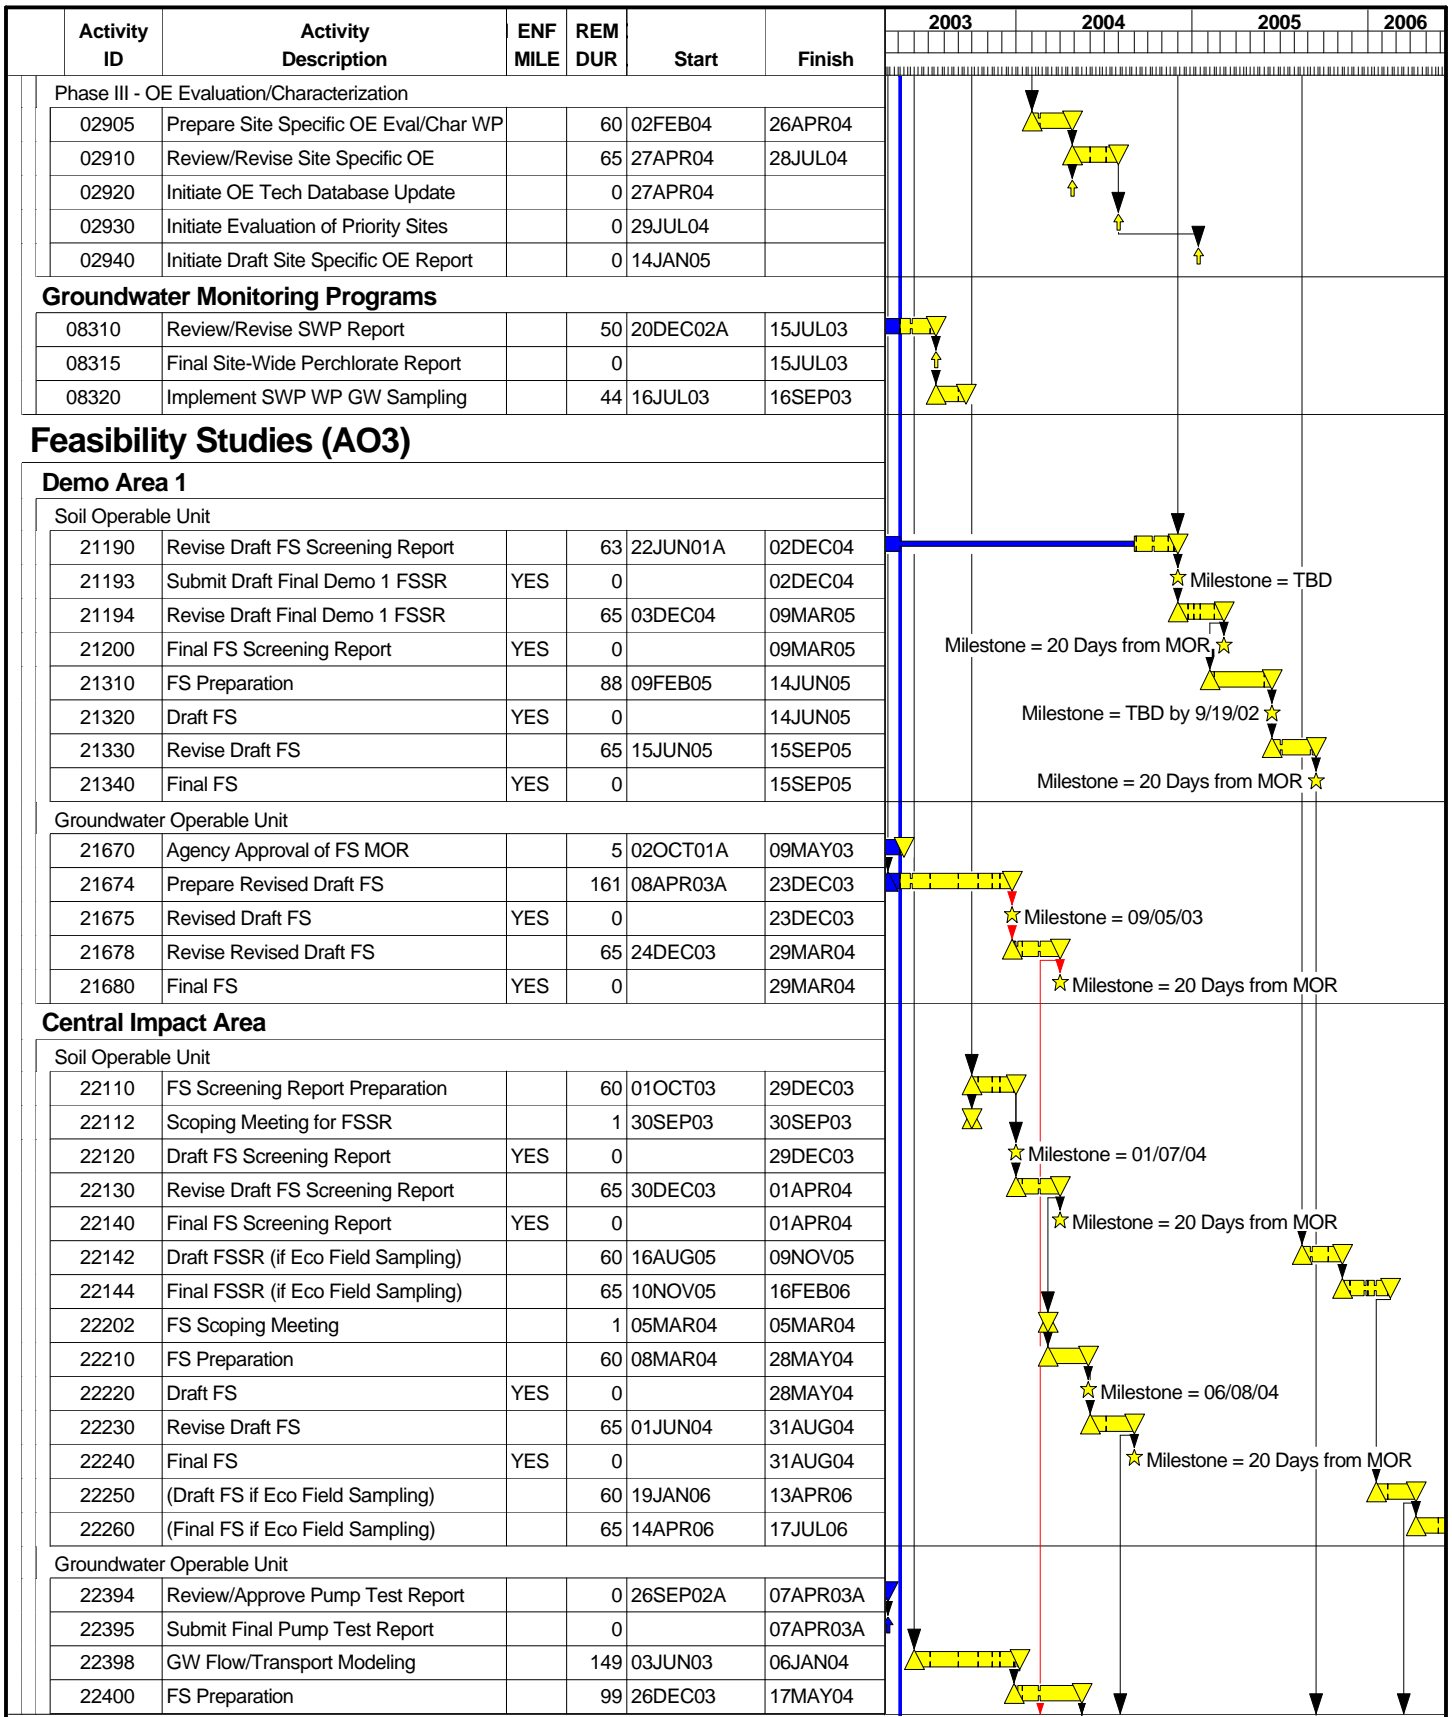 Activity ID Activity Description ENF MILE REM DUR Start Finish 2003 2004 2005 2006
Phase III - OE Evaluation/Characterization
02905 Prepare Site Specific OE Eval/Char WP 60 02FEB04 26APR04
02910 Review/Revise Site Specific OE 65 27APR04 28JUL04
02920 Initiate OE Tech Database Update 0 27APR04
02930 Initiate Evaluation of Priority Sites 0 29JUL04
02940 Initiate Draft Site Specific OE Report 0 14JAN05
Groundwater Monitoring Programs
08310 Review/Revise SWP Report 50 20DEC02A 15JUL03
08315 Final Site-Wide Perchlorate Report 0 15JUL03
08320 Implement SWP WP GW Sampling 44 16JUL03 16SEP03
Feasibility Studies (AO3)
Demo Area 1
Soil Operable Unit
21190 Revise Draft FS Screening Report 63 22JUN01A 02DEC04
21193 Submit Draft Final Demo 1 FSSR YES 0 02DEC04 Milestone = TBD
21194 Revise Draft Final Demo 1 FSSR 65 03DEC04 09MAR05
21200 Final FS Screening Report YES 0 09MAR05 Milestone = 20 Days from MOR
21310 FS Preparation 88 09FEB05 14JUN05
21320 Draft FS YES 0 14JUN05 Milestone = TBD by 9/19/02
21330 Revise Draft FS 65 15JUN05 15SEP05
21340 Final FS YES 0 15SEP05 Milestone = 20 Days from MOR
Groundwater Operable Unit
21670 Agency Approval of FS MOR 5 02OCT01A 09MAY03
21674 Prepare Revised Draft FS 161 08APR03A 23DEC03
21675 Revised Draft FS YES 0 23DEC03 Milestone = 09/05/03
21678 Revise Revised Draft FS 65 24DEC03 29MAR04
21680 Final FS YES 0 29MAR04 Milestone = 20 Days from MOR
Central Impact Area
Soil Operable Unit
22110 FS Screening Report Preparation 60 01OCT03 29DEC03
22112 Scoping Meeting for FSSR 1 30SEP03 30SEP03
22120 Draft FS Screening Report YES 0 29DEC03 Milestone = 01/07/04
22130 Revise Draft FS Screening Report 65 30DEC03 01APR04
22140 Final FS Screening Report YES 0 01APR04 Milestone = 20 Days from MOR
22142 Draft FSSR (if Eco Field Sampling) 60 16AUG05 09NOV05
22144 Final FSSR (if Eco Field Sampling) 65 10NOV05 16FEB06
22202 FS Scoping Meeting 1 05MAR04 05MAR04
22210 FS Preparation 60 08MAR04 28MAY04
22220 Draft FS YES 0 28MAY04 Milestone = 06/08/04
22230 Revise Draft FS 65 01JUN04 31AUG04
22240 Final FS YES 0 31AUG04 Milestone = 20 Days from MOR
22250 (Draft FS if Eco Field Sampling) 60 19JAN06 13APR06
22260 (Final FS if Eco Field Sampling) 65 14APR06 17JUL06
Groundwater Operable Unit
22394 Review/Approve Pump Test Report 0 26SEP02A 07APR03A
22395 Submit Final Pump Test Report 0 07APR03A
22398 GW Flow/Transport Modeling 149 03JUN03 06JAN04
22400 FS Preparation 99 26DEC03 17MAY04